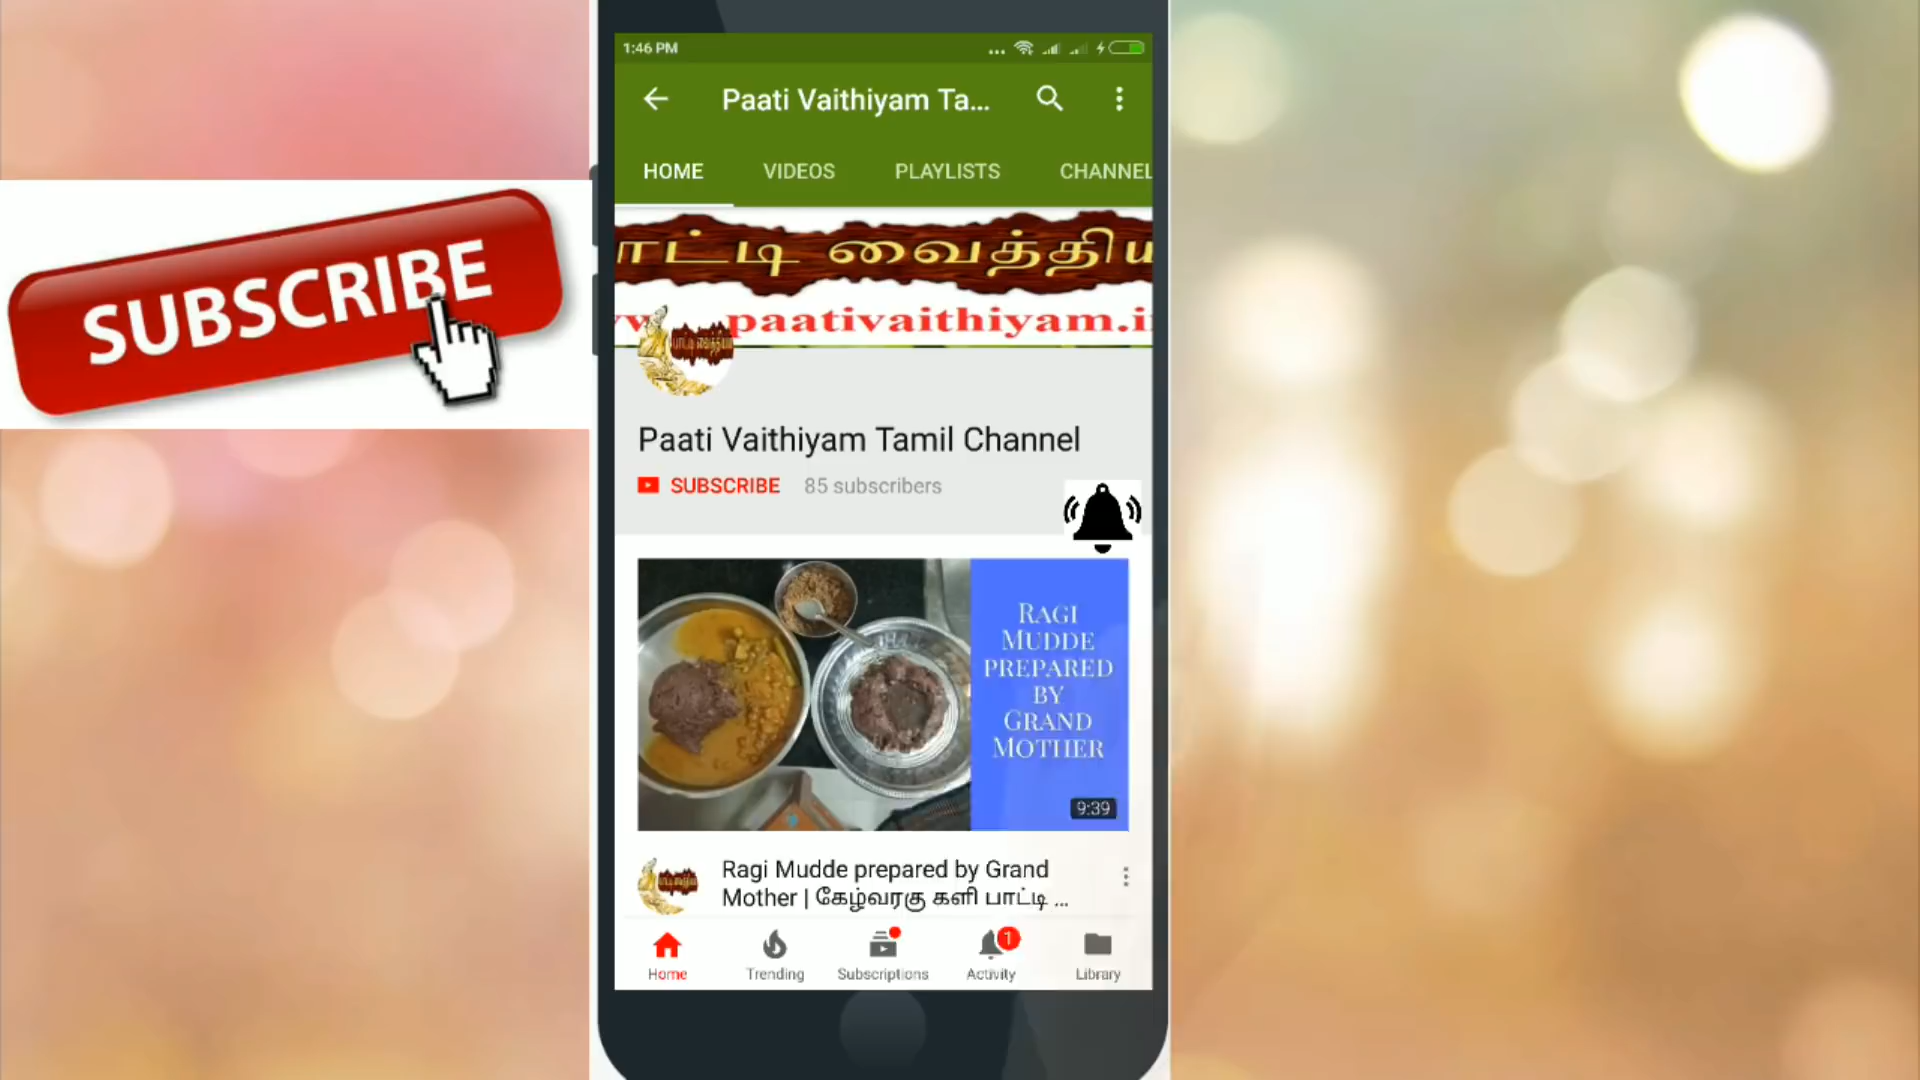 SUBSCRIBE
1:46 PM
Paati Vaithiyam Ta...
HOME VIDEOS PLAYLISTS CHANNEL
பாட்டி வைத்திய
www.paativaithiyam.i
Paati Vaithiyam Tamil Channel
SUBSCRIBE 85 subscribers
RAGI
MUDDE
PREPARED
BY
GRAND
MOTHER
9:39
Ragi Mudde prepared by Grand
Mother | கேழ்வரகு களி பாட்டி ...
1
Home Trending Subscriptions Activity Library